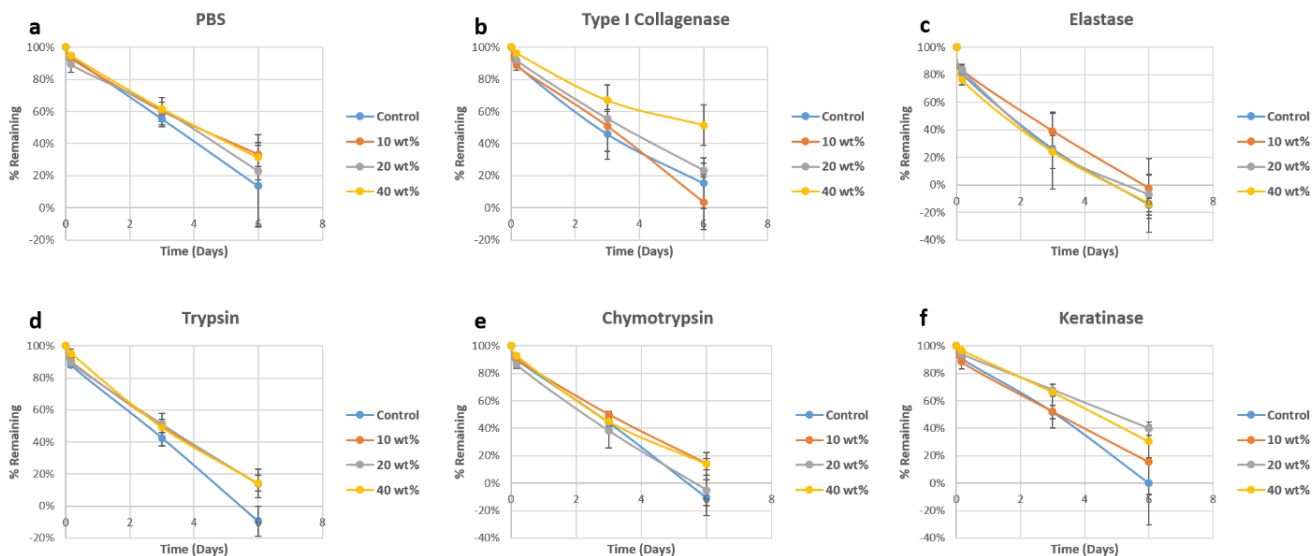 a PBS
100%
80%
60%
40%
20%
0%
-20%
% Remaining
0 2 4 6 8
Time (Days)
Control
10 wt%
20 wt%
40 wt%
b Type I Collagenase
100%
80%
60%
40%
20%
0%
-20%
% Remaining
0 2 4 6 8
Time (Days)
Control
10 wt%
20 wt%
40 wt%
c Elastase
100%
80%
60%
40%
20%
0%
-20%
-40%
% Remaining
0 2 4 6 8
Time (Days)
Control
10 wt%
20 wt%
40 wt%
d Trypsin
100%
80%
60%
40%
20%
0%
-20%
% Remaining
0 2 4 6 8
Time (Days)
Control
10 wt%
20 wt%
40 wt%
e Chymotrypsin
100%
80%
60%
40%
20%
0%
-20%
-40%
% Remaining
0 2 4 6 8
Time (Days)
Control
10 wt%
20 wt%
40 wt%
f Keratinase
100%
80%
60%
40%
20%
0%
-20%
-40%
% Remaining
0 2 4 6 8
Time (Days)
Control
10 wt%
20 wt%
40 wt%